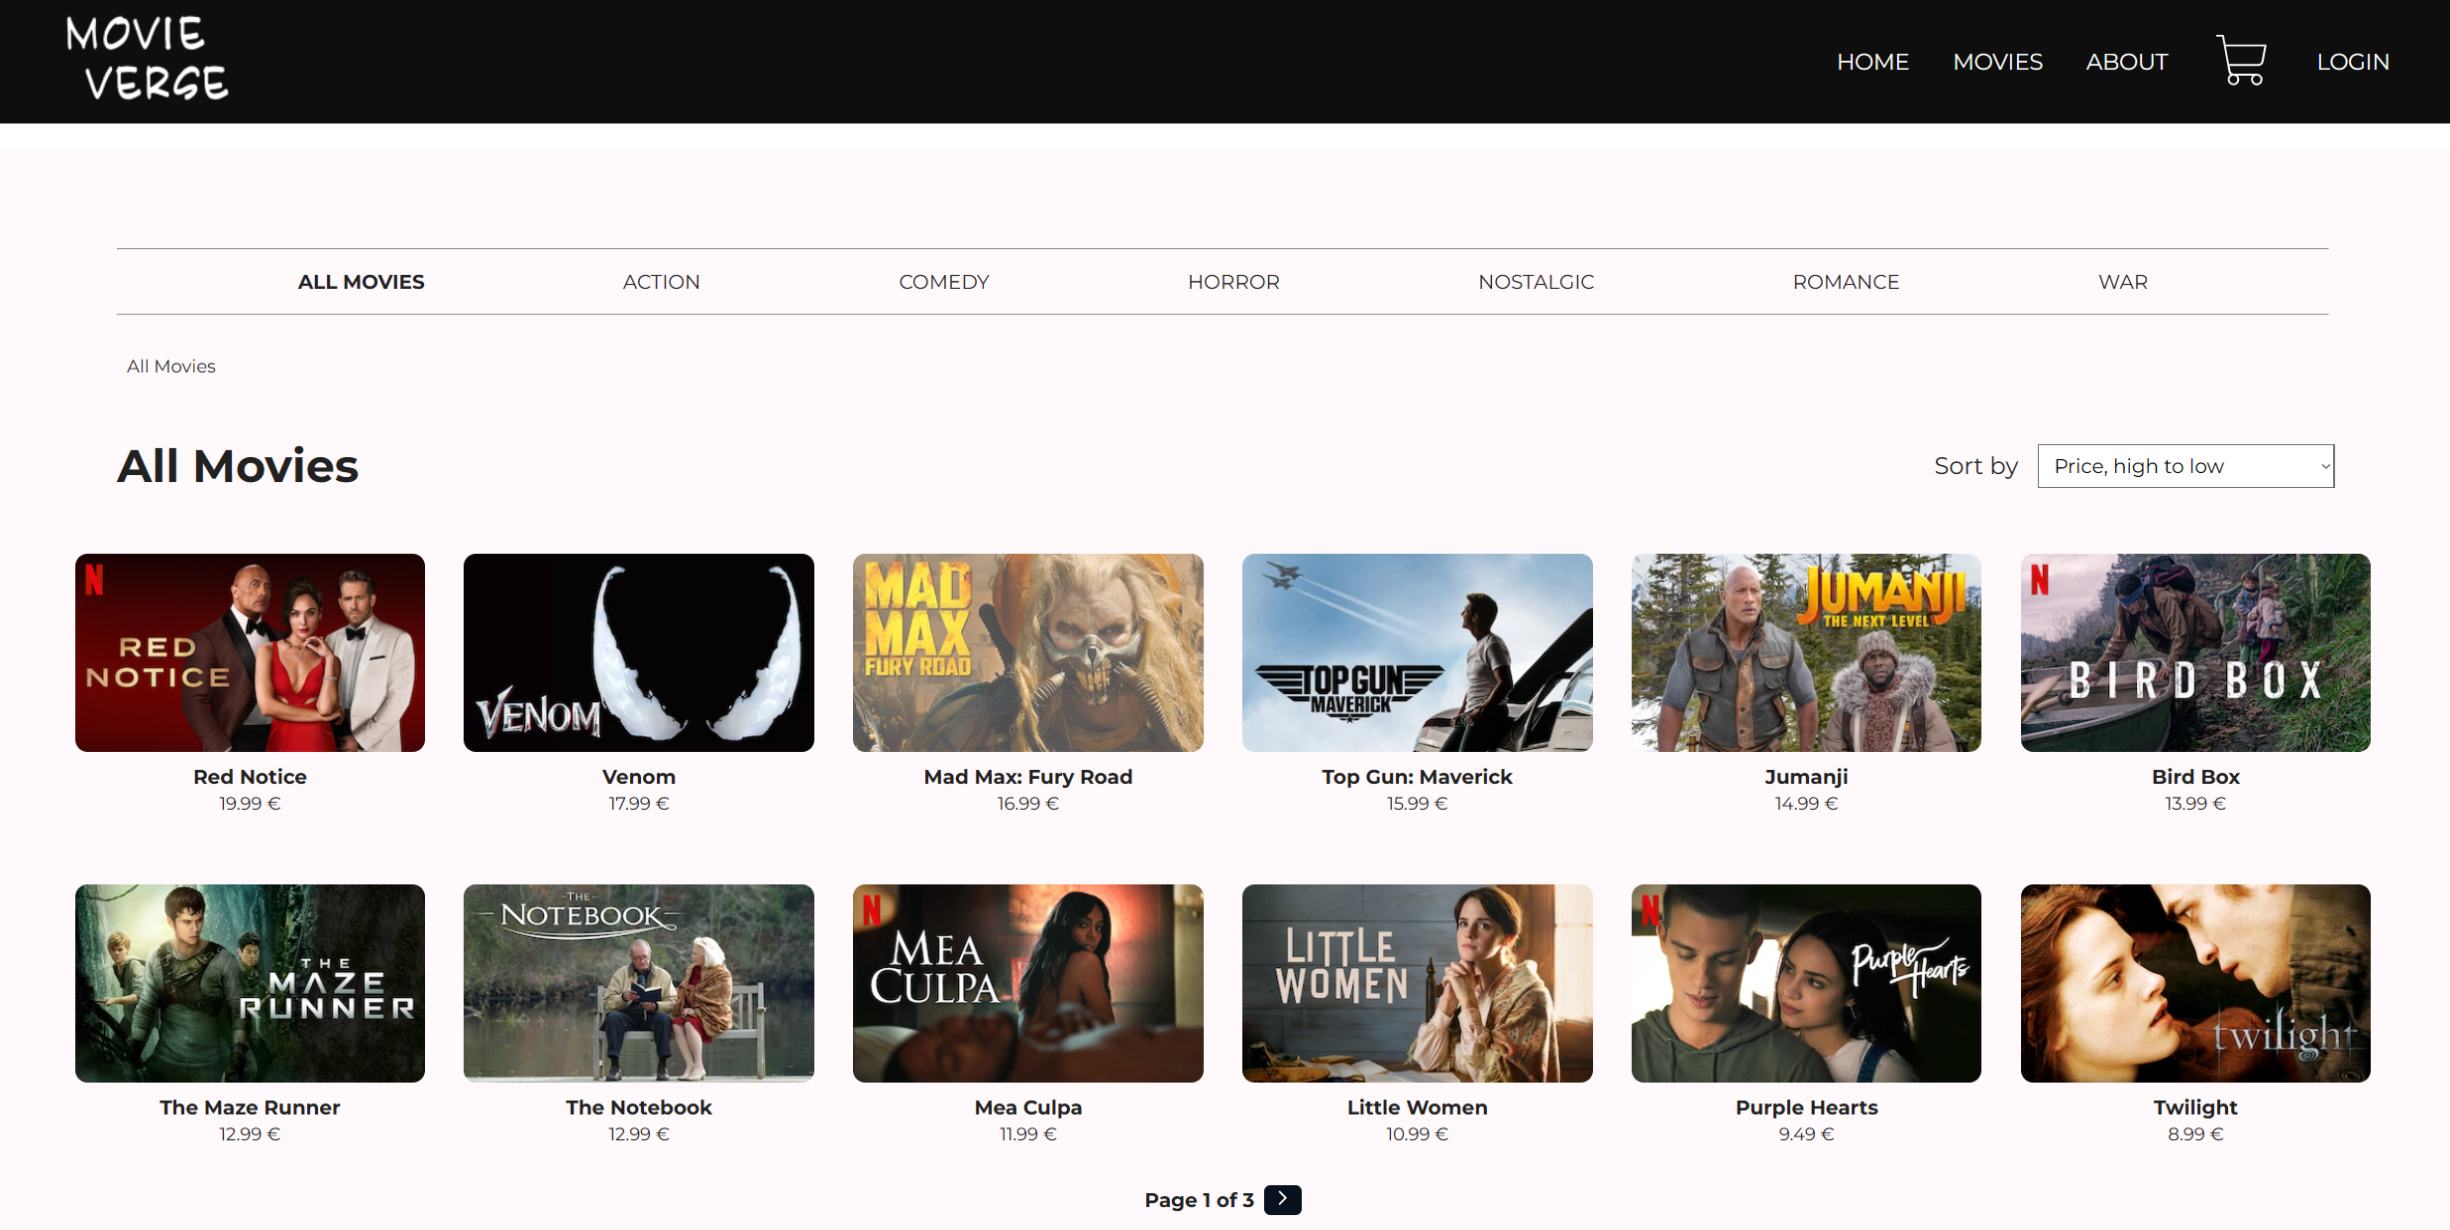 MOVIE
VERGE
HOME MOVIES ABOUT LOGIN
ALL MOVIES ACTION COMEDY HORROR NOSTALGIC ROMANCE WAR
All Movies
All Movies
Sort by Price, high to low
N
RED
NOTICE
VENOM
MAD
MAX
FURY ROAD
TOP GUN
MAVERICK
JUMANJI
THE NEXT LEVEL
N
BIRD BOX
Red Notice Venom Mad Max: Fury Road Top Gun: Maverick Jumanji Bird Box
19.99 € 17.99 € 16.99 € 15.99 € 14.99 € 13.99 €
THE
MAZE
RUNNER
THE
NOTEBOOK
N
MEA
CULPA
LITTLE
WOMEN
N
Purple
Hearts
twilight
The Maze Runner The Notebook Mea Culpa Little Women Purple Hearts Twilight
12.99 € 12.99 € 11.99 € 10.99 € 9.49 € 8.99 €
Page 1 of 3 >